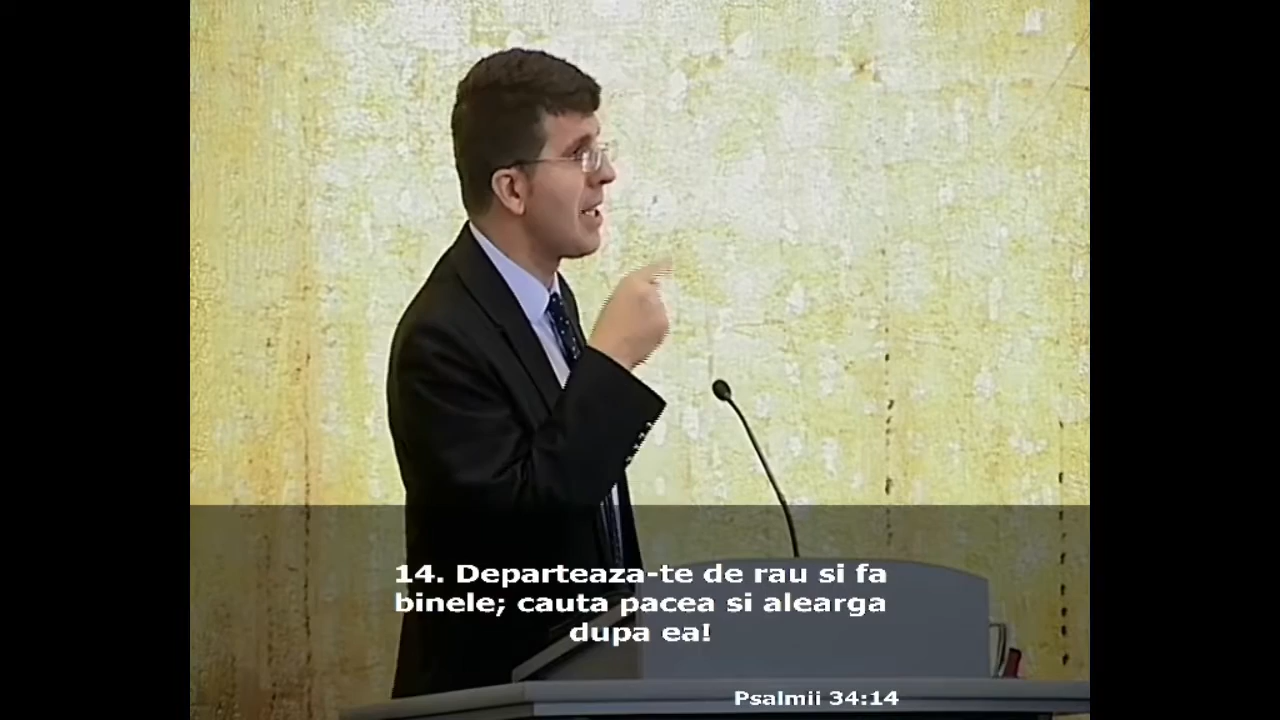 14. Departeaza-te de rau si fa
binele; cauta pacea si alearga
dupa ea!
Psalmii 34:14